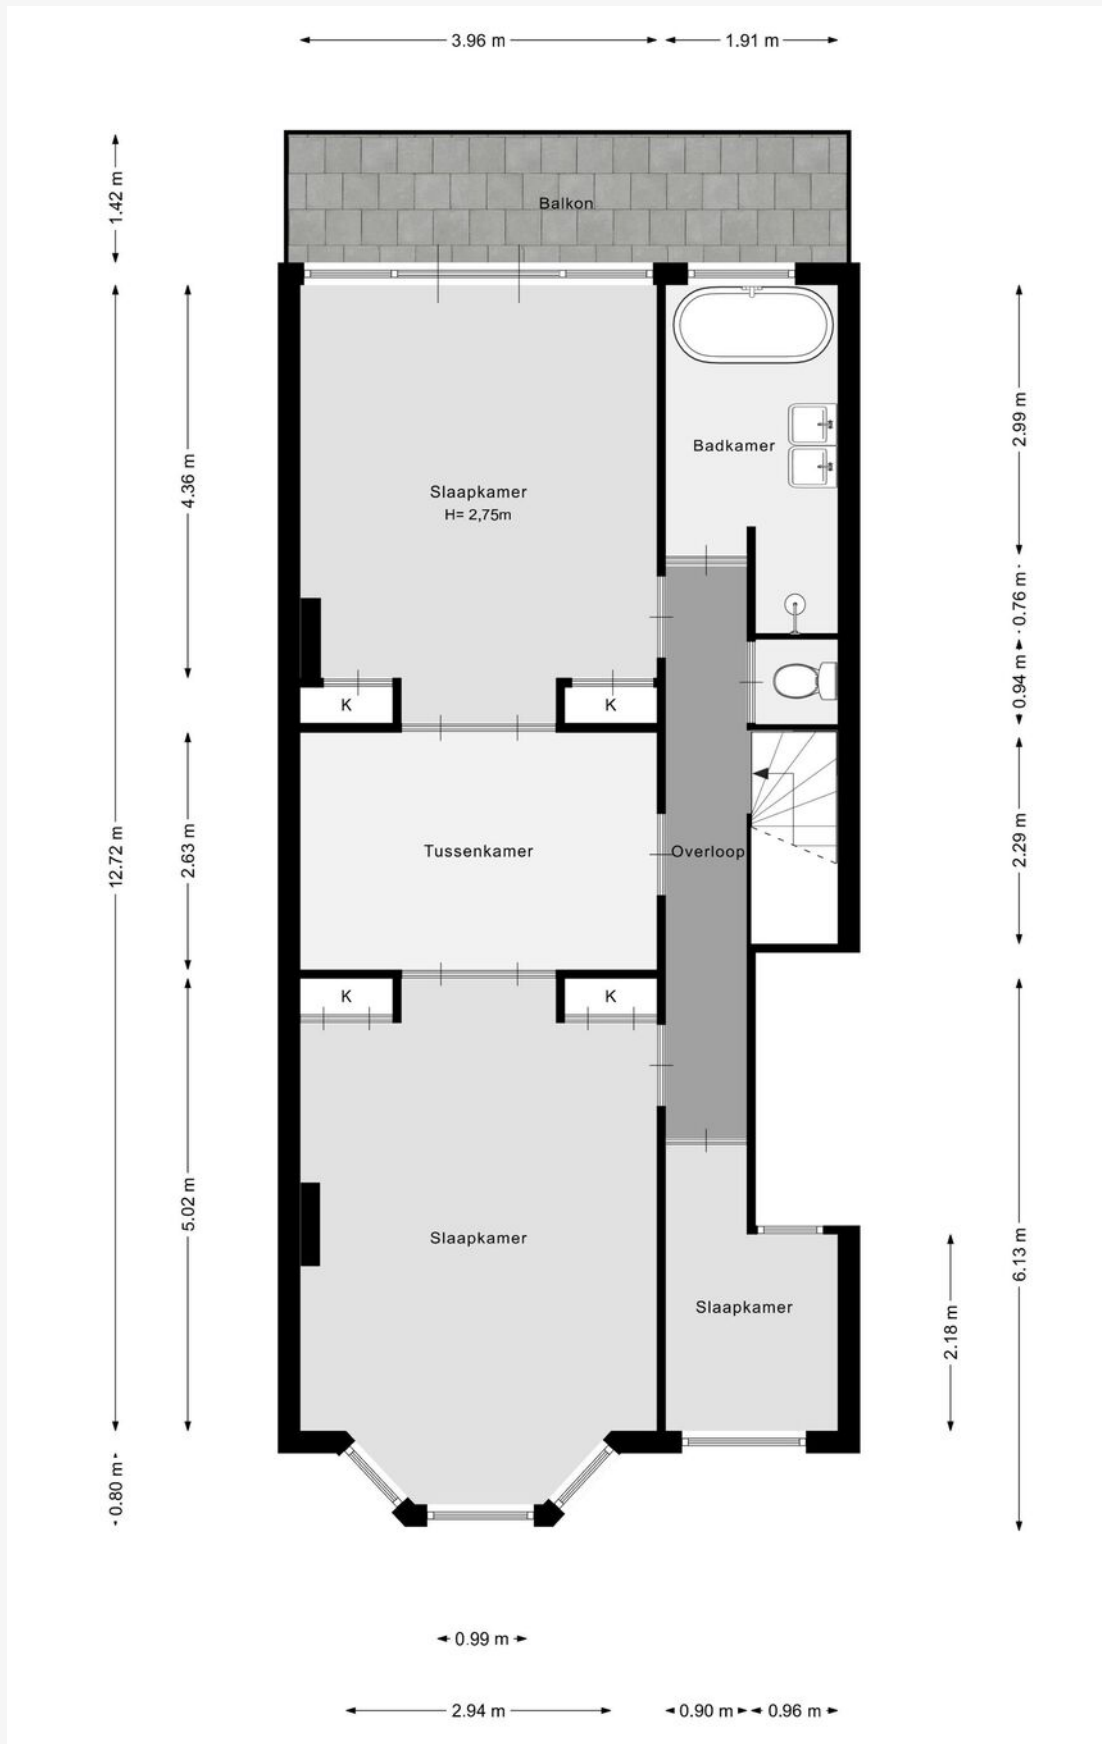 3.96 m
1.91 m
1.42 m
Balkon
12.72 m
4.36 m
2.99 m
Badkamer
Slaapkamer
H= 2,75m
0.76 m
0.94 m
K
K
2.63 m
Tussenkamer
Overloop
2.29 m
K
K
5.02 m
Slaapkamer
6.13 m
Slaapkamer
2.18 m
0.80 m
0.99 m
2.94 m
0.90 m
0.96 m